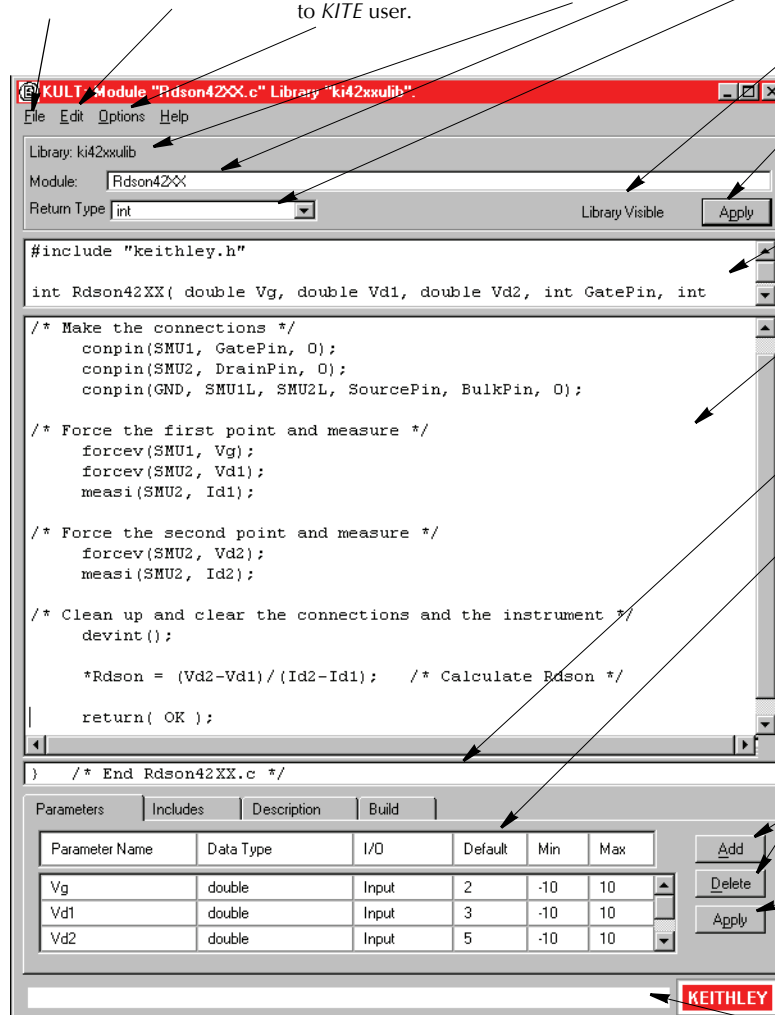 to KITE user.
KULT: Module "Rdson42XX.c" Library "ki42xxulib".
File Edit Options Help
Library: ki42xxulib
Module: Rdson42XX
Return Type int Library Visible Apply
#include "keithley.h"
int Rdson42XX( double Vg, double Vd1, double Vd2, int GatePin, int
/* Make the connections */
conpin(SMU1, GatePin, 0);
conpin(SMU2, DrainPin, 0);
conpin(GND, SMU1L, SMU2L, SourcePin, BulkPin, 0);
/* Force the first point and measure */
forcev(SMU1, Vg);
forcev(SMU2, Vd1);
measi(SMU2, Id1);
/* Force the second point and measure */
forcev(SMU2, Vd2);
measi(SMU2, Id2);
/* Clean up and clear the connections and the instrument */
devint();
*Rdson = (Vd2-Vd1)/(Id2-Id1); /* Calculate Rdson */
return( OK );
} /* End Rdson42XX.c */
Parameters Includes Description Build
Parameter Name Data Type I/O Default Min Max Add
Vg double Input 2 -10 10 Delete
Vd1 double Input 3 -10 10 Apply
Vd2 double Input 5 -10 10
KEITHLEY